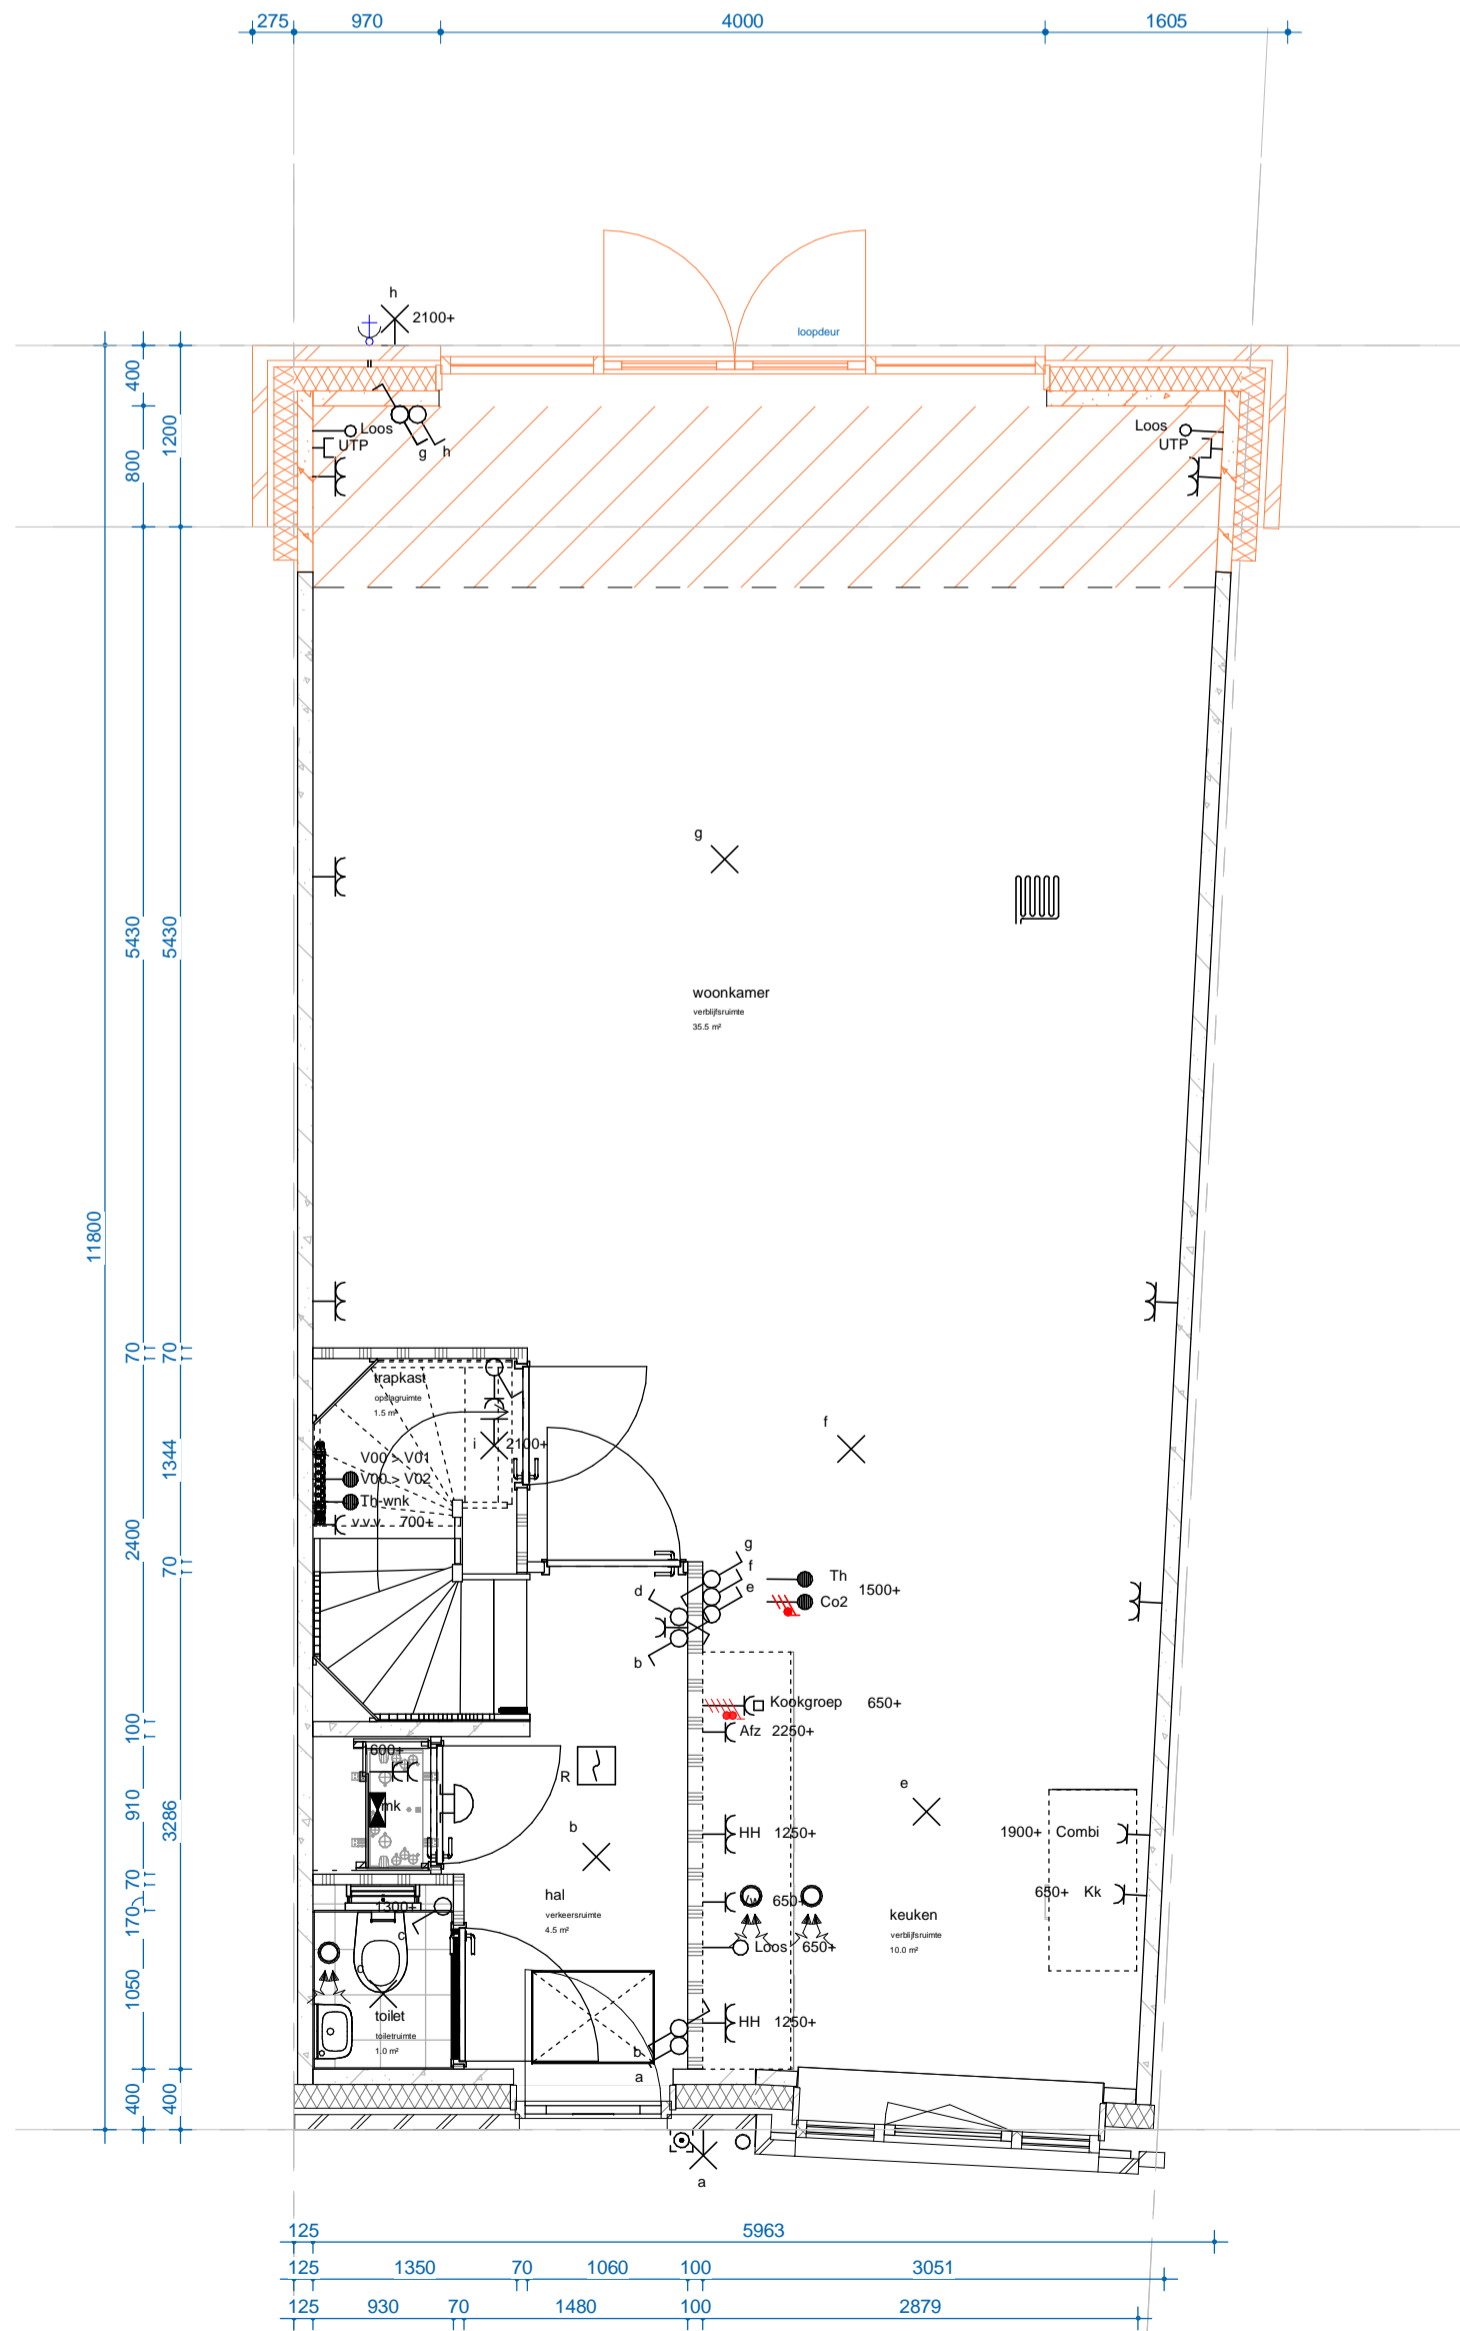 275 970 4000 1605
h
2100+
loopdeur
400
1200
800
Loos
UTP
g h
Loos
UTP
g
5430
5430
woonkamer
verblijfsruimte
35.5 m²
11800
70
70
trapkast
opslagruimte
1.5 m²
i 2100+
f
V00 > V01
V00 > V02
Th-wnk
v.v.v. 700+
1344
2400
70
g
f
e
d
b
Th
Co2
1500+
Kookgroep 650+
Afz 2250+
100
600+
mk
R
910
3286
b
e
HH 1250+
1900+ Combi
650+ Kk
70
170
1300+
c
hal
verkeersruimte
4.5 m²
Vw 650+
keuken
verblijfsruimte
10.0 m²
Loos 650+
1050
c
toilet
toiletruimte
1.0 m²
HH 1250+
b
a
400
400
a
125 5963
125 1350 70 1060 100 3051
125 930 70 1480 100 2879